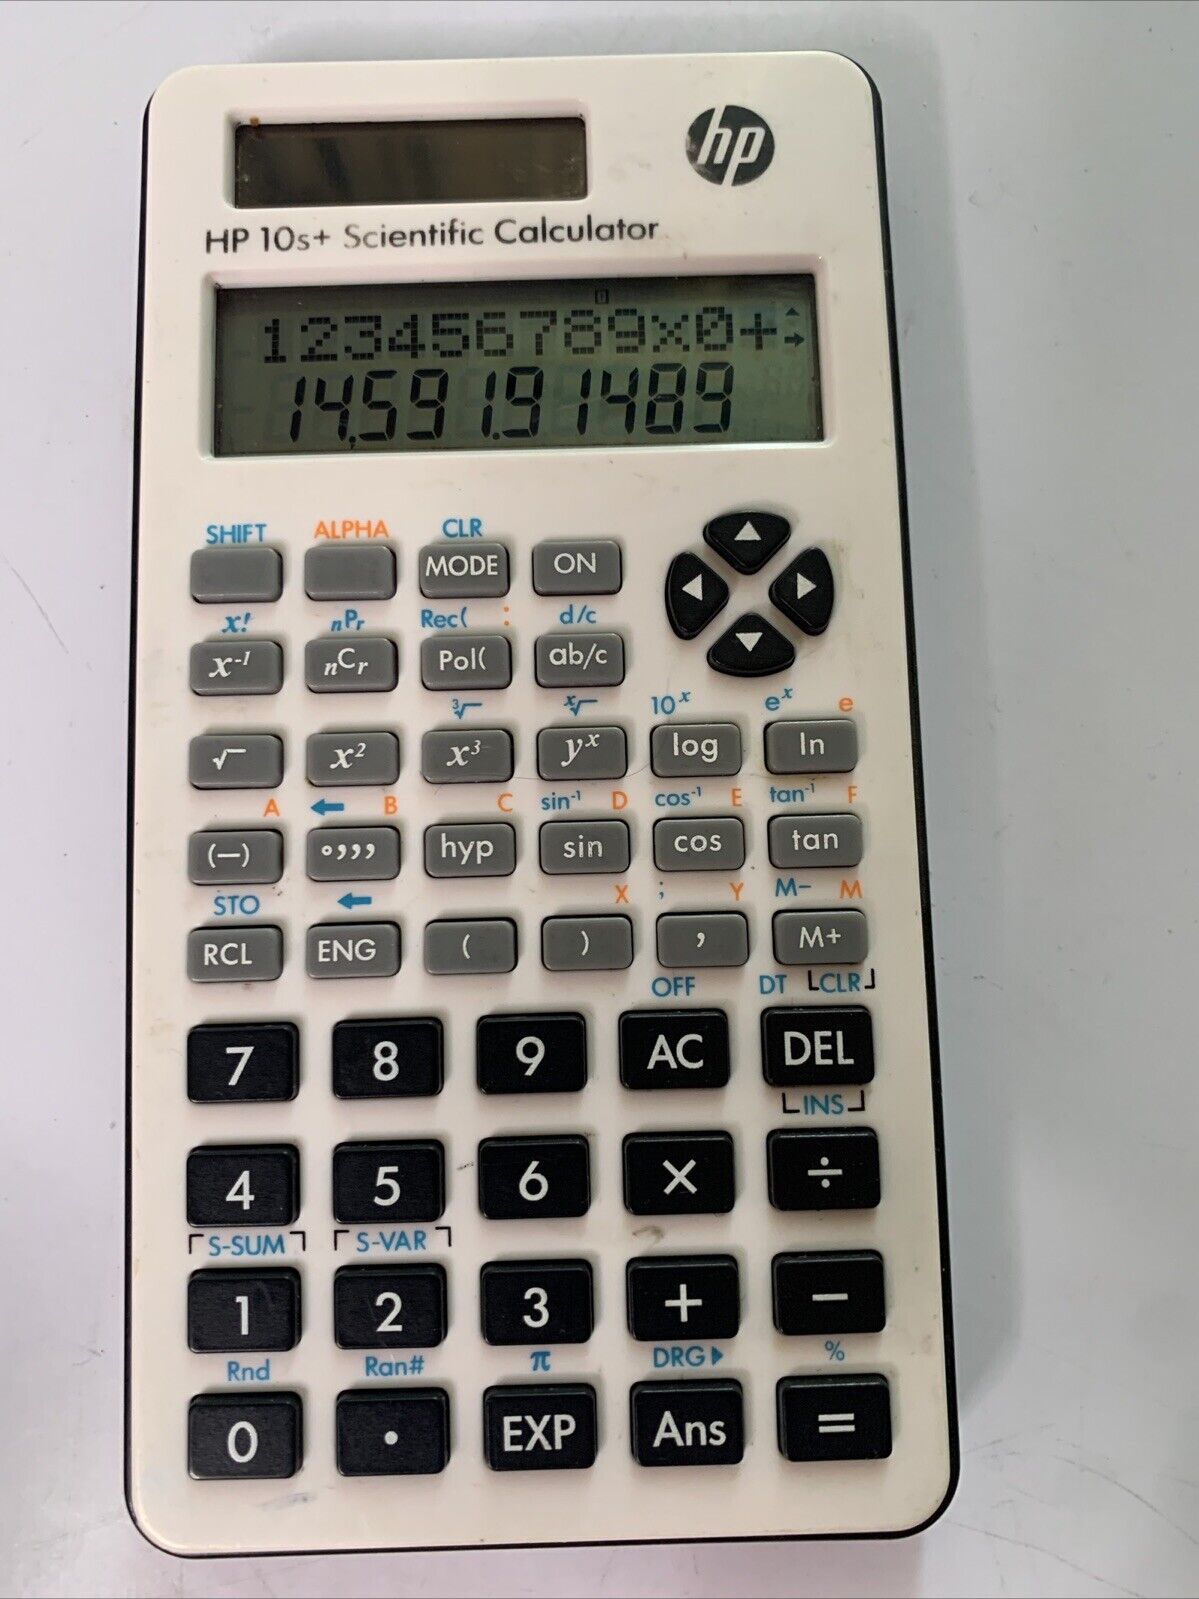 hp
HP 10s+ Scientific Calculator
D
123456789x0+
14,591.91489
SHIFT ALPHA CLR
MODE ON
x! nPr Rec( : d/c
x⁻¹ nCr Pol( ab/c
³√ ˣ√ 10ˣ eˣ e
√ x² x³ yˣ log ln
A ← B C sin⁻¹ D cos⁻¹ E tan⁻¹ F
(—) °,,, hyp sin cos tan
STO ← X ; Y M– M
RCL ENG ( ) , M+
OFF DT CLR
7 8 9 AC DEL
INS
4 5 6 × ÷
S-SUM S-VAR
1 2 3 + −
Rnd Ran# π DRG▶ %
0 • EXP Ans =